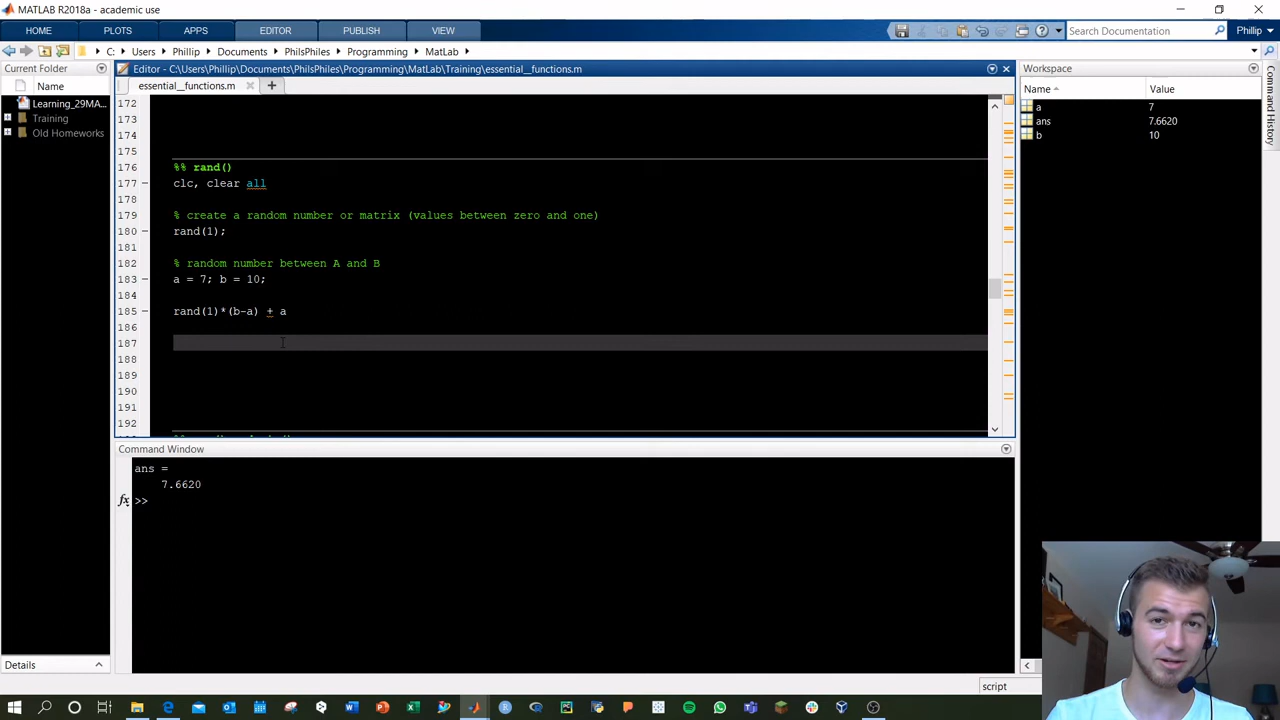 MATLAB R2018a - academic use
HOME PLOTS APPS EDITOR PUBLISH VIEW Search Documentation Phillip
C: Users Phillip Documents PhilsPhiles Programming MatLab
Current Folder
Name
Learning_29MA...
Training
Old Homeworks
Details
Editor - C:\Users\Phillip\Documents\PhilsPhiles\Programming\MatLab\Training\essential__functions.m
essential__functions.m
172
173
174
175
176 %% rand()
177 clc, clear all
178
179 % create a random number or matrix (values between zero and one)
180 rand(1);
181
182 % random number between A and B
183 a = 7; b = 10;
184
185 rand(1)*(b-a) + a
186
187
188
189
190
191
192
Command Window
ans =
7.6620
fx >>
Workspace
Name Value
a 7
ans 7.6620
b 10
Command History
script